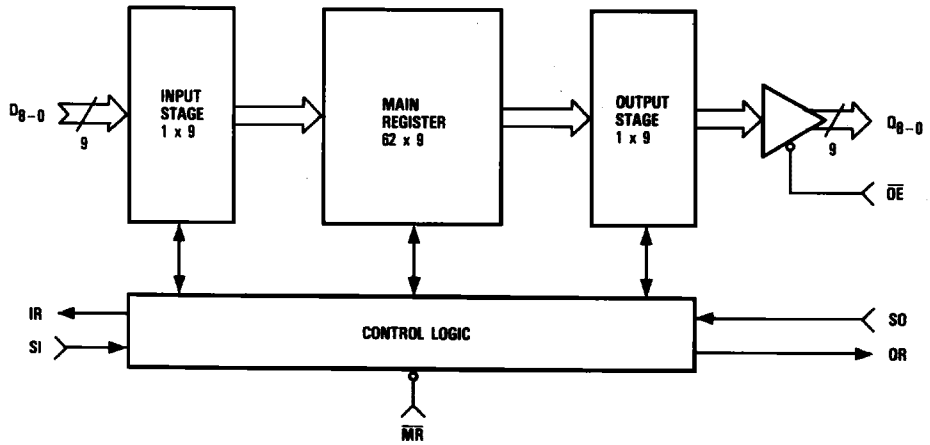 D8-0
9
INPUT
STAGE
1 x 9
MAIN
REGISTER
62 x 9
OUTPUT
STAGE
1 x 9
9
Q8-0
OE
IR
SI
CONTROL LOGIC
SO
OR
MR